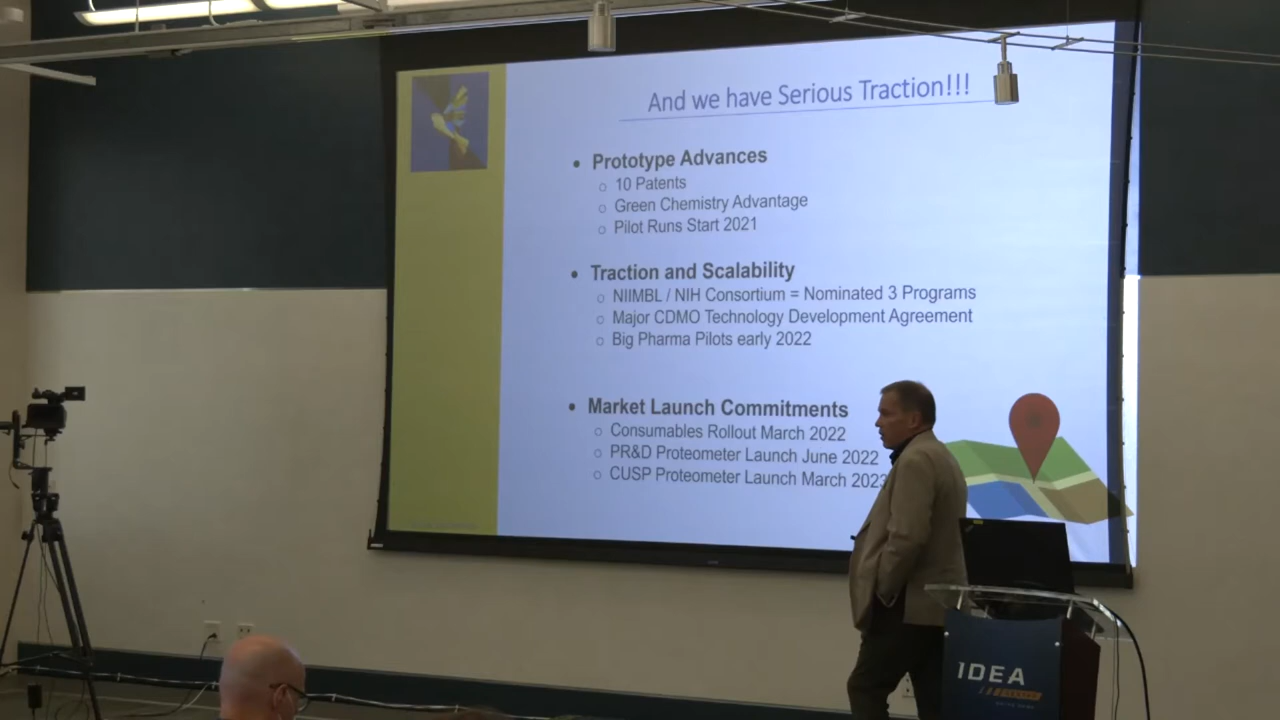 And we have Serious Traction!!!
• Prototype Advances
○ 10 Patents
○ Green Chemistry Advantage
○ Pilot Runs Start 2021
• Traction and Scalability
○ NIIMBL / NIH Consortium = Nominated 3 Programs
○ Major CDMO Technology Development Agreement
○ Big Pharma Pilots early 2022
• Market Launch Commitments
○ Consumables Rollout March 2022
○ PR&D Proteometer Launch June 2022
○ CUSP Proteometer Launch March 2023
IDEA